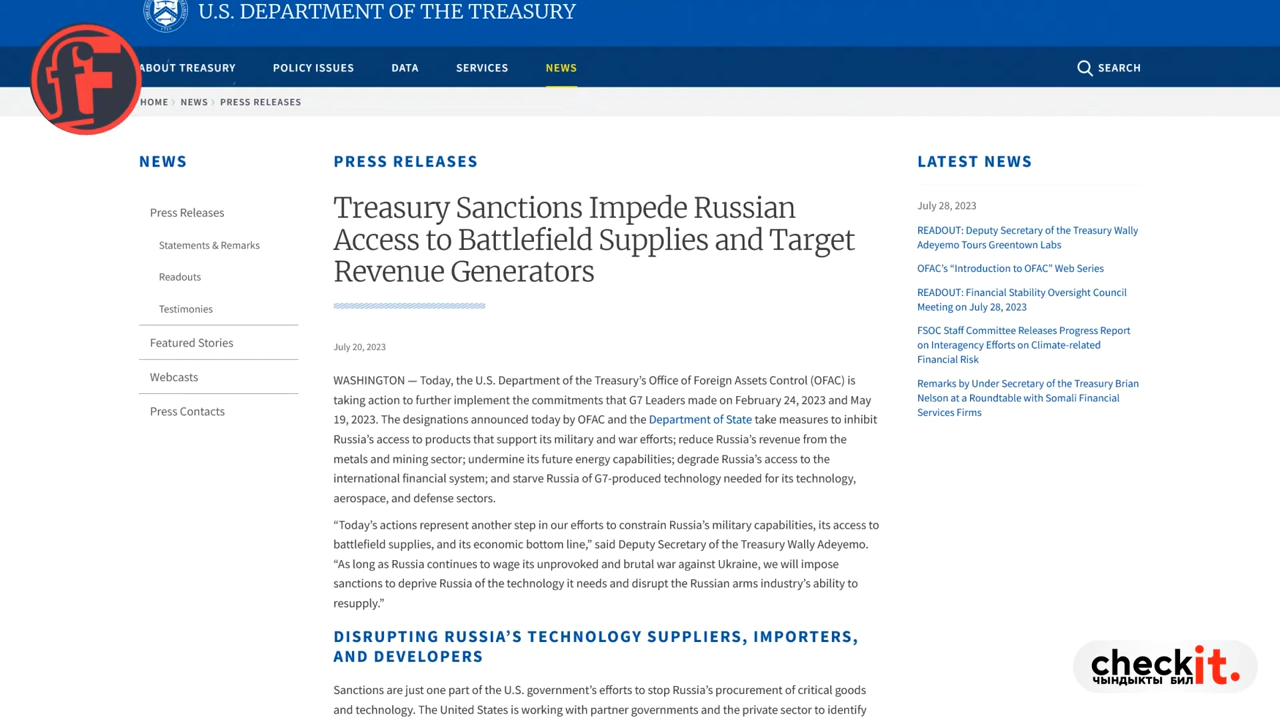 U.S. DEPARTMENT OF THE TREASURY
ABOUT TREASURY
POLICY ISSUES
DATA
SERVICES
NEWS
SEARCH
HOME
NEWS
PRESS RELEASES
NEWS
Press Releases
Statements & Remarks
Readouts
Testimonies
Featured Stories
Webcasts
Press Contacts
PRESS RELEASES
Treasury Sanctions Impede Russian
Access to Battlefield Supplies and Target
Revenue Generators
July 20, 2023
WASHINGTON — Today, the U.S. Department of the Treasury’s Office of Foreign Assets Control (OFAC) is
taking action to further implement the commitments that G7 Leaders made on February 24, 2023 and May
19, 2023. The designations announced today by OFAC and the Department of State take measures to inhibit
Russia’s access to products that support its military and war efforts; reduce Russia’s revenue from the
metals and mining sector; undermine its future energy capabilities; degrade Russia’s access to the
international financial system; and starve Russia of G7-produced technology needed for its technology,
aerospace, and defense sectors.
“Today’s actions represent another step in our efforts to constrain Russia’s military capabilities, its access to
battlefield supplies, and its economic bottom line,” said Deputy Secretary of the Treasury Wally Adeyemo.
“As long as Russia continues to wage its unprovoked and brutal war against Ukraine, we will impose
sanctions to deprive Russia of the technology it needs and disrupt the Russian arms industry’s ability to
resupply.”
DISRUPTING RUSSIA’S TECHNOLOGY SUPPLIERS, IMPORTERS,
AND DEVELOPERS
Sanctions are just one part of the U.S. government’s efforts to stop Russia’s procurement of critical goods
and technology. The United States is working with partner governments and the private sector to identify
LATEST NEWS
July 28, 2023
READOUT: Deputy Secretary of the Treasury Wally
Adeyemo Tours Greentown Labs
OFAC’s “Introduction to OFAC” Web Series
READOUT: Financial Stability Oversight Council
Meeting on July 28, 2023
FSOC Staff Committee Releases Progress Report
on Interagency Efforts on Climate-related
Financial Risk
Remarks by Under Secretary of the Treasury Brian
Nelson at a Roundtable with Somali Financial
Services Firms
checkit.
ЧЫНДЫКТЫ БИЛ